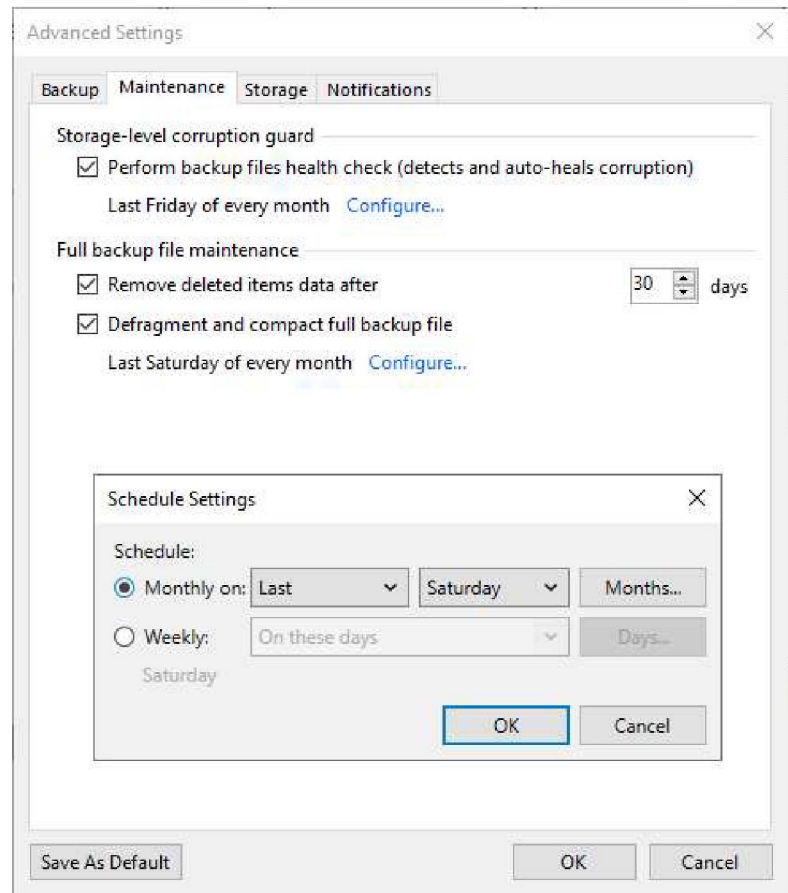 Advanced Settings
Backup Maintenance Storage Notifications
Storage-level corruption guard
Perform backup files health check (detects and auto-heals corruption)
Last Friday of every month Configure...
Full backup file maintenance
Remove deleted items data after 30 days
Defragment and compact full backup file
Last Saturday of every month Configure...
Schedule Settings
Schedule:
Monthly on: Last Saturday Months...
Weekly: On these days Days...
Saturday
OK Cancel
Save As Default OK Cancel